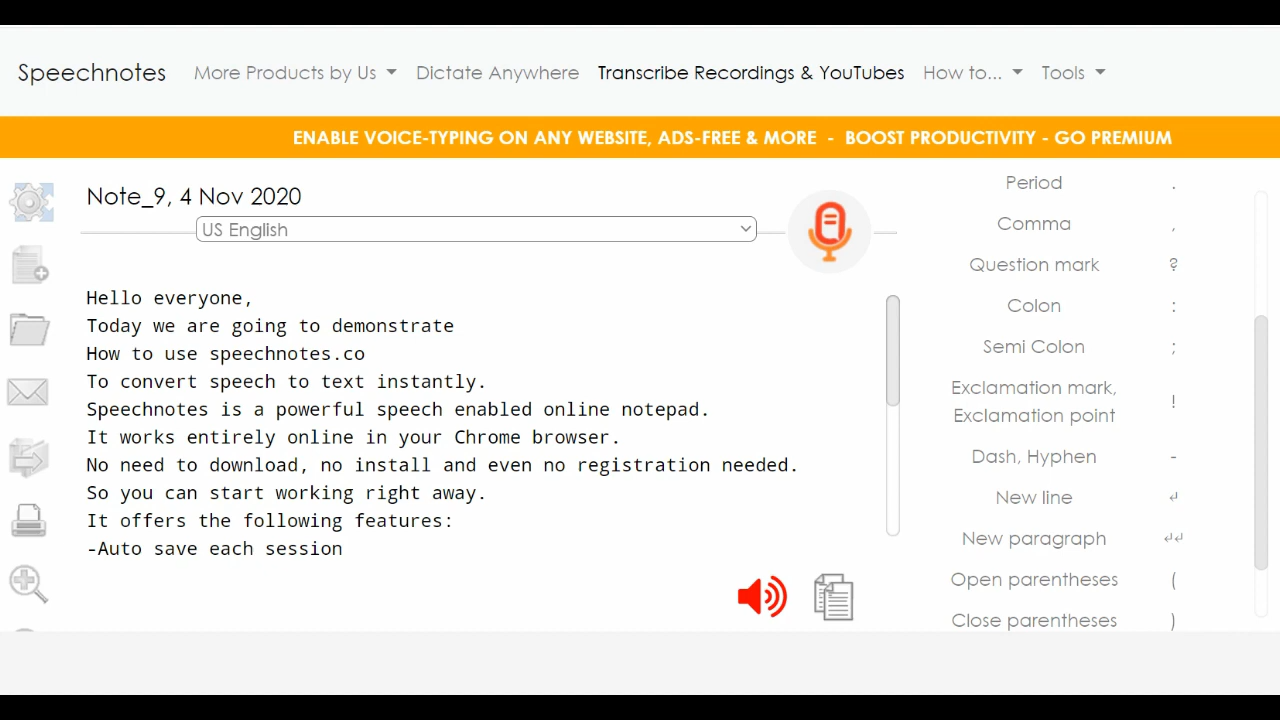 Speechnotes More Products by Us Dictate Anywhere Transcribe Recordings & YouTubes How to... Tools
ENABLE VOICE-TYPING ON ANY WEBSITE, ADS-FREE & MORE - BOOST PRODUCTIVITY - GO PREMIUM
Note_9, 4 Nov 2020
US English
Hello everyone,
Today we are going to demonstrate
How to use speechnotes.co
To convert speech to text instantly.
Speechnotes is a powerful speech enabled online notepad.
It works entirely online in your Chrome browser.
No need to download, no install and even no registration needed.
So you can start working right away.
It offers the following features:
-Auto save each session
Period .
Comma ,
Question mark ?
Colon :
Semi Colon ;
Exclamation mark,
Exclamation point !
Dash, Hyphen -
New line ↵
New paragraph ↵↵
Open parentheses (
Close parentheses )